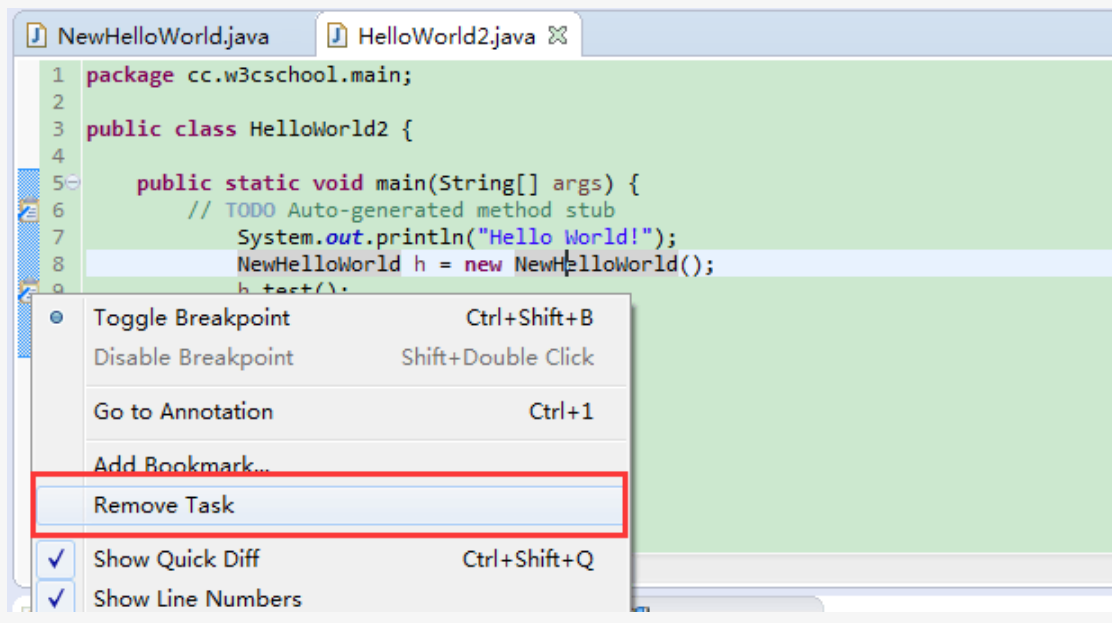 NewHelloWorld.java HelloWorld2.java
1 package cc.w3cschool.main;
2
3 public class HelloWorld2 {
4
5 public static void main(String[] args) {
6 // TODO Auto-generated method stub
7 System.out.println("Hello World!");
8 NewHelloWorld h = new NewHelloWorld();
9 h.test();
Toggle Breakpoint Ctrl+Shift+B
Disable Breakpoint Shift+Double Click
Go to Annotation Ctrl+1
Add Bookmark...
Remove Task
Show Quick Diff Ctrl+Shift+Q
Show Line Numbers